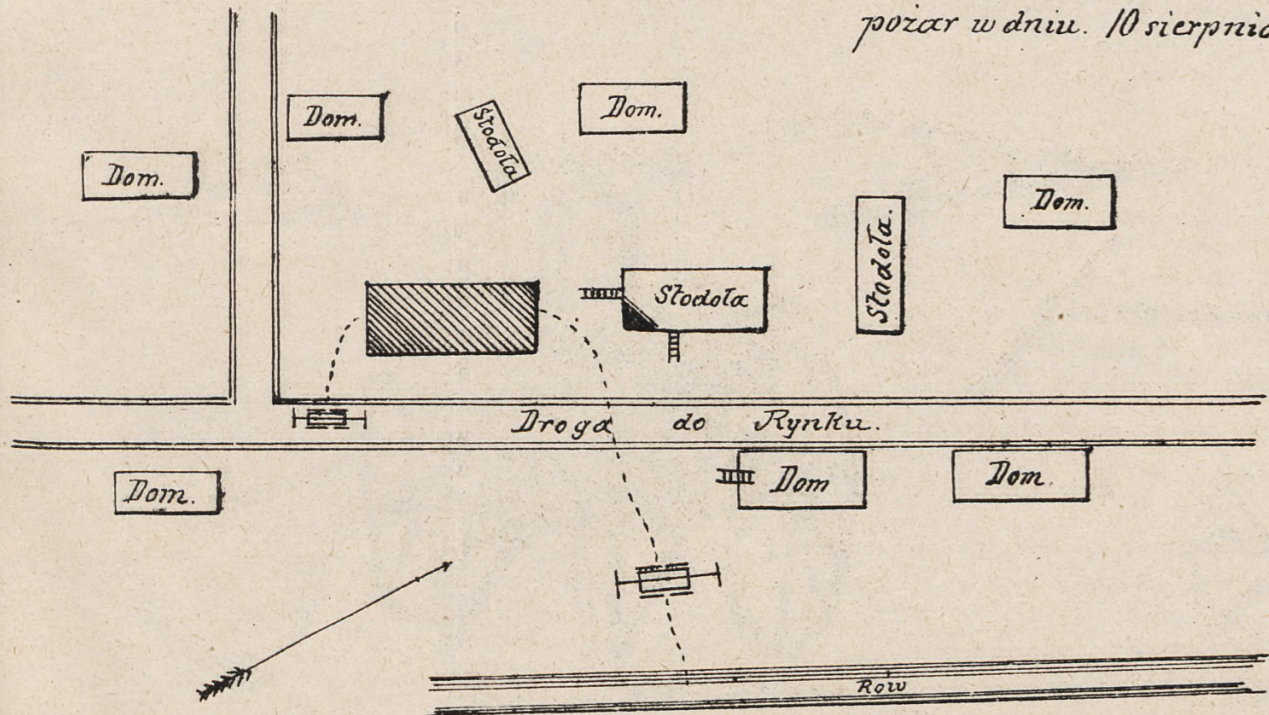 pożar w dniu. 10 sierpnia
Dom.
Stodoła
Dom.
Dom.
Dom.
Stodoła.
Stodoła
Droga do Rynku.
Dom.
Dom
Dom.
Rów